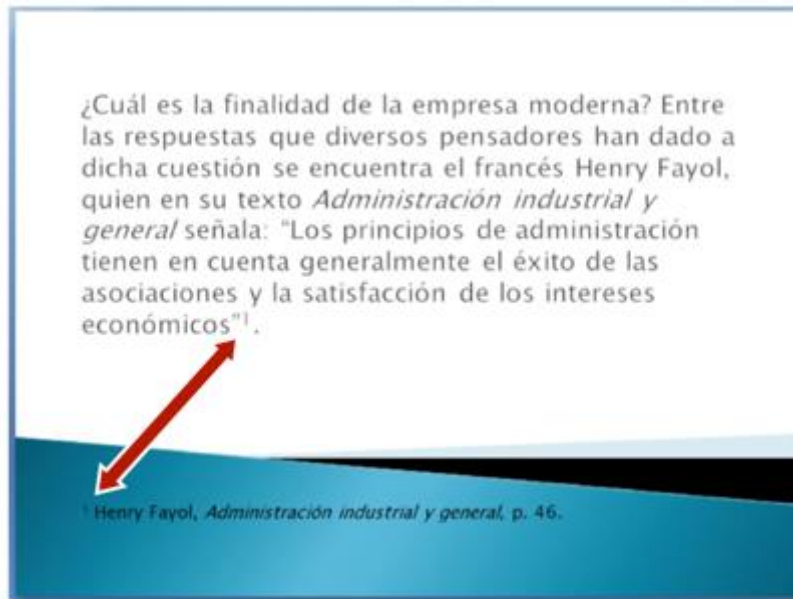 ¿Cuál es la finalidad de la empresa moderna? Entre
las respuestas que diversos pensadores han dado a
dicha cuestión se encuentra el francés Henry Fayol,
quien en su texto Administración industrial y
general señala: “Los principios de administración
tienen en cuenta generalmente el éxito de las
asociaciones y la satisfacción de los intereses
económicos”¹.
¹ Henry Fayol, Administración industrial y general, p. 46.